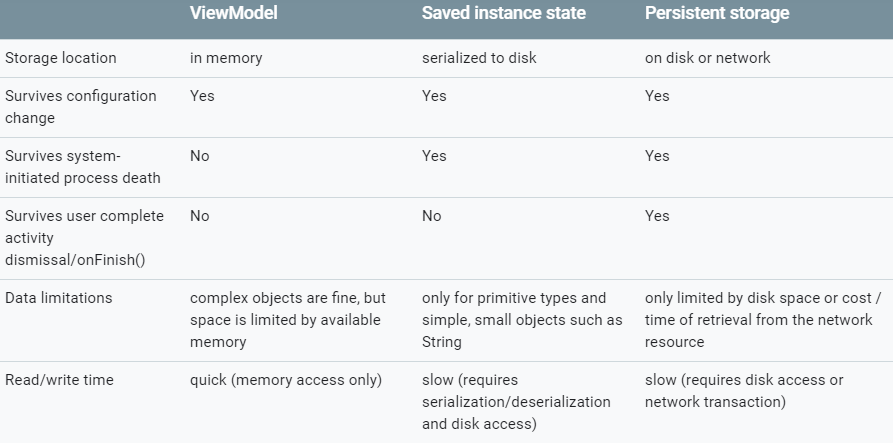 ViewModel Saved instance state Persistent storage
Storage location in memory serialized to disk on disk or network
Survives configuration Yes Yes Yes
change
Survives system- No Yes Yes
initiated process death
Survives user complete No No Yes
activity
dismissal/onFinish()
Data limitations complex objects are fine, but only for primitive types and only limited by disk space or cost /
space is limited by available simple, small objects such as time of retrieval from the network
memory String resource
Read/write time quick (memory access only) slow (requires slow (requires disk access or
serialization/deserialization network transaction)
and disk access)